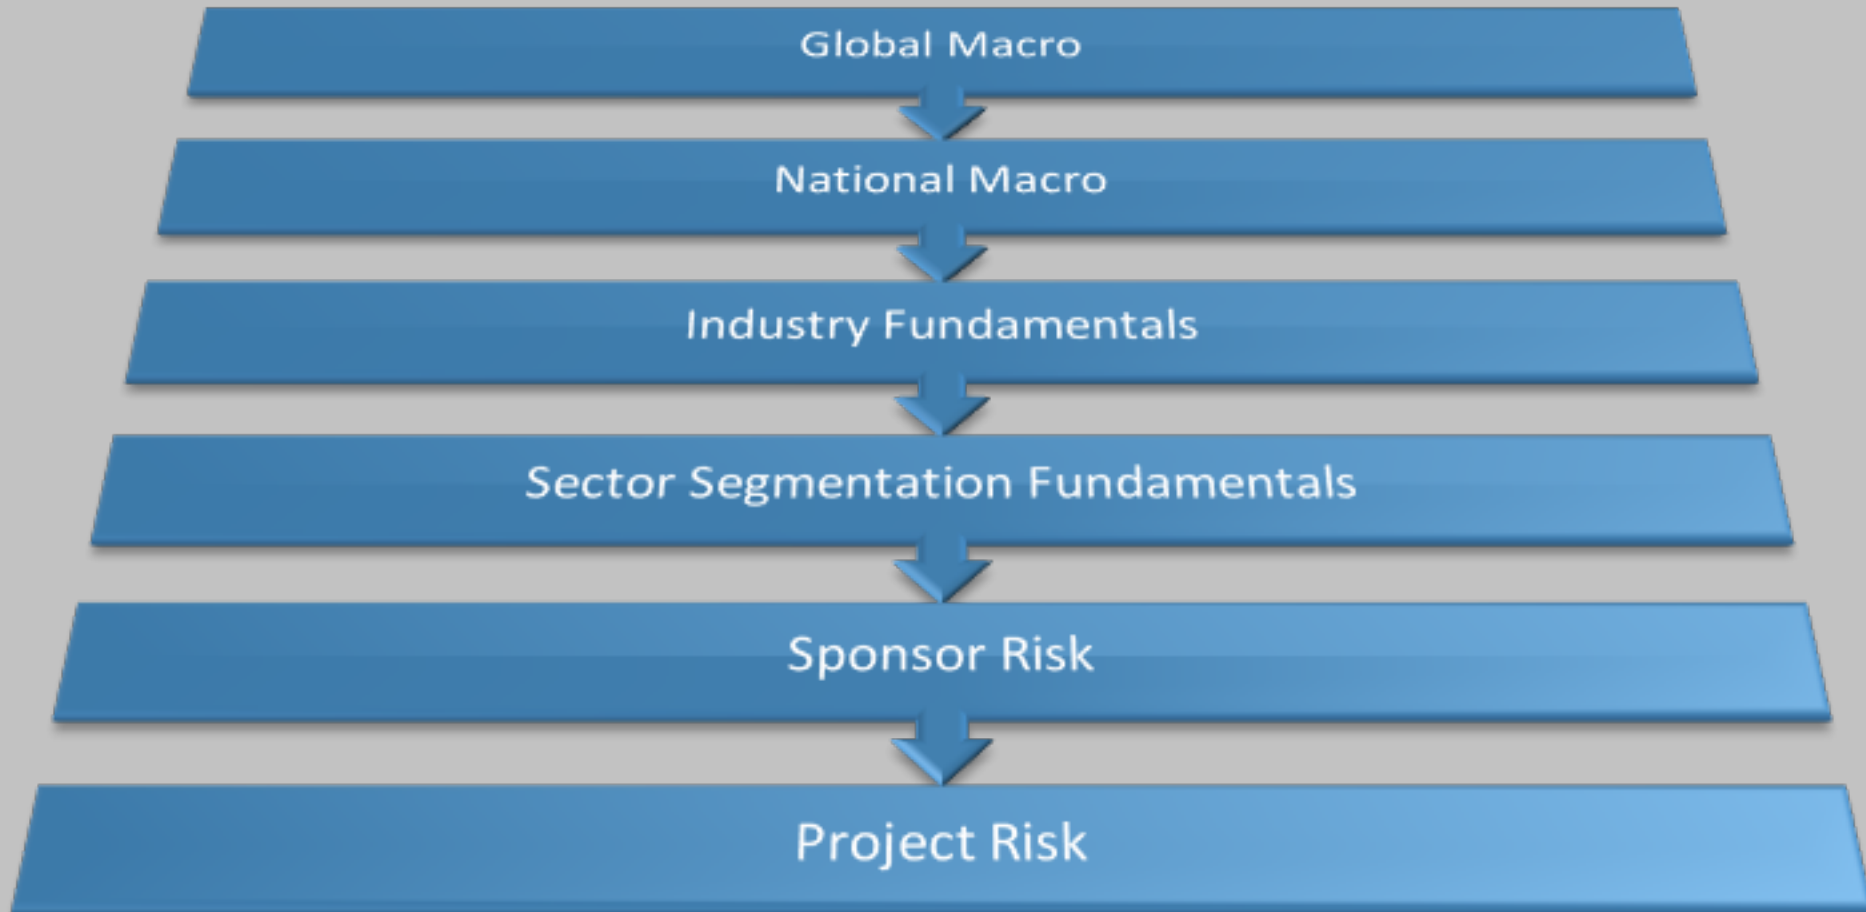 Global Macro
National Macro
Industry Fundamentals
Sector Segmentation Fundamentals
Sponsor Risk
Project Risk